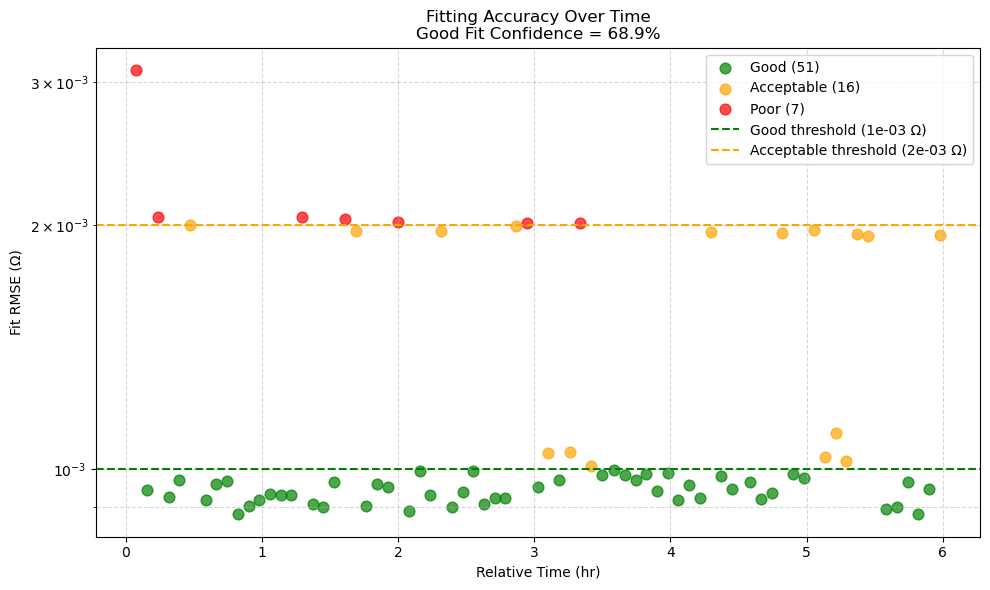 Fitting Accuracy Over Time
Good Fit Confidence = 68.9%
Good (51)
Acceptable (16)
Poor (7)
Good threshold (1e-03 Ω)
Acceptable threshold (2e-03 Ω)
Fit RMSE (Ω)
3 × 10⁻³
2 × 10⁻³
10⁻³
0 1 2 3 4 5 6
Relative Time (hr)